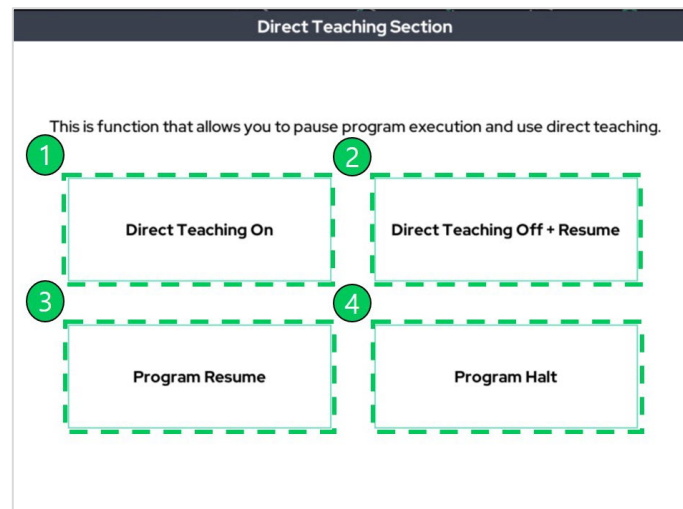 Direct Teaching Section
This is function that allows you to pause program execution and use direct teaching.
1
2
Direct Teaching On
Direct Teaching Off + Resume
3
4
Program Resume
Program Halt